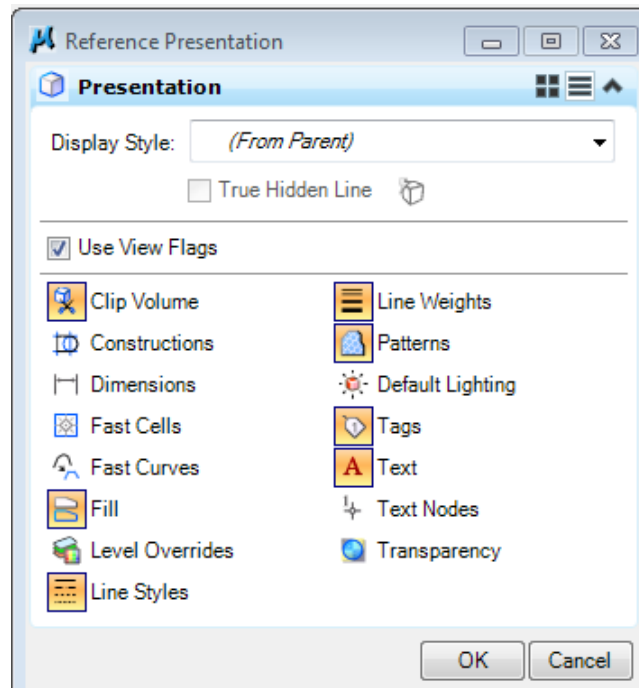 Reference Presentation
Presentation
Display Style: (From Parent)
True Hidden Line
Use View Flags
Clip Volume
Constructions
Dimensions
Fast Cells
Fast Curves
Fill
Level Overrides
Line Styles
Line Weights
Patterns
Default Lighting
Tags
Text
Text Nodes
Transparency
OK
Cancel